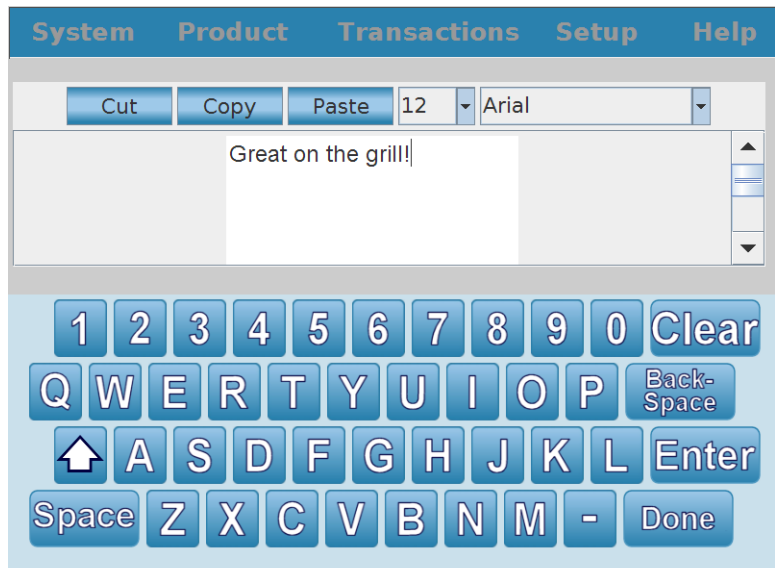 System Product Transactions Setup Help
Cut Copy Paste 12 Arial
Great on the grill!
1 2 3 4 5 6 7 8 9 0 Clear
Q W E R T Y U I O P Back-
Space
A S D F G H J K L Enter
Space Z X C V B N M - Done